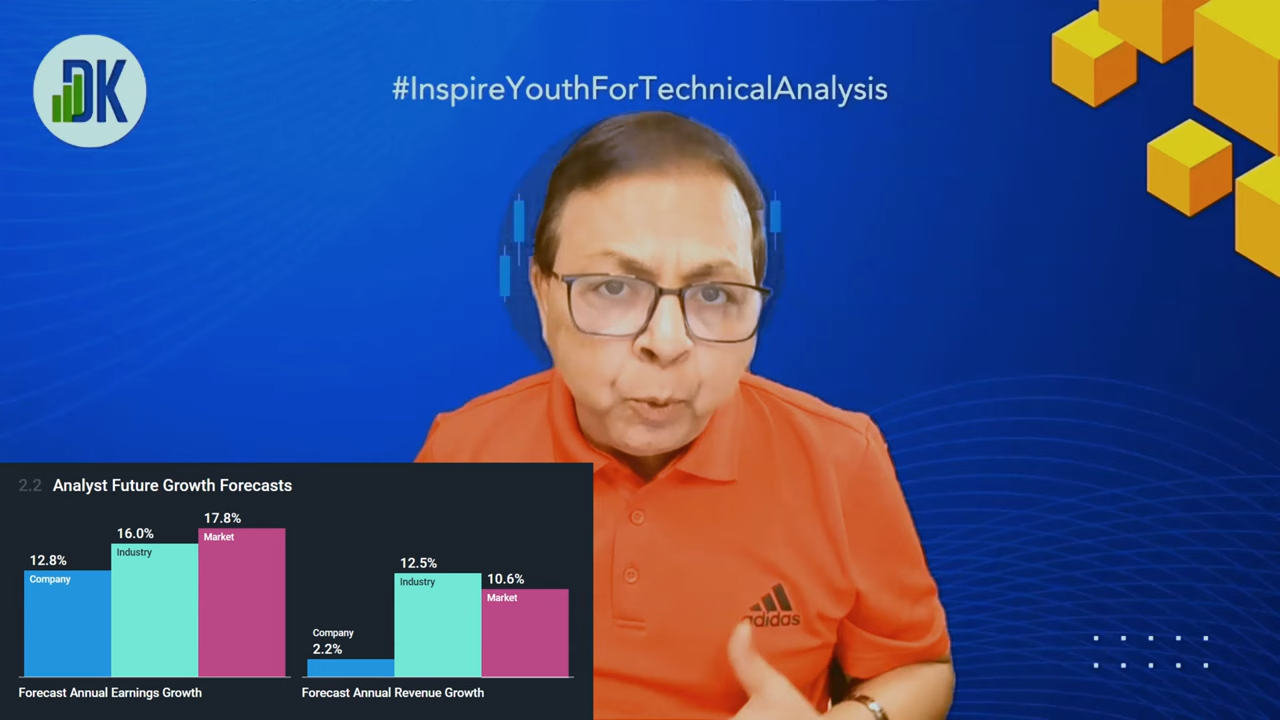 DK
#InspireYouthForTechnicalAnalysis
adidas
2.2 Analyst Future Growth Forecasts
12.8%
Company
16.0%
Industry
17.8%
Market
Forecast Annual Earnings Growth
Company
2.2%
12.5%
Industry
10.6%
Market
Forecast Annual Revenue Growth